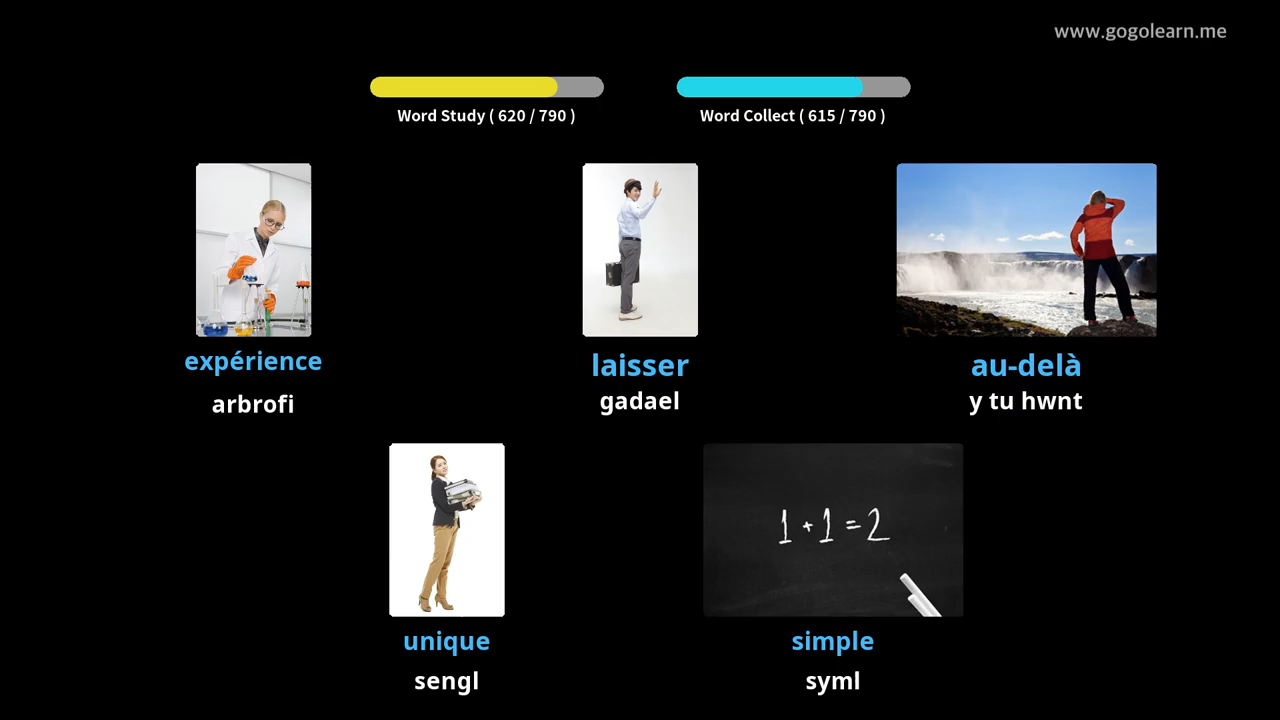 www.gogolearn.me
Word Study ( 620 / 790 )
Word Collect ( 615 / 790 )
expérience
arbrofi
laisser
gadael
au-delà
y tu hwnt
unique
sengl
1 + 1 = 2
simple
syml